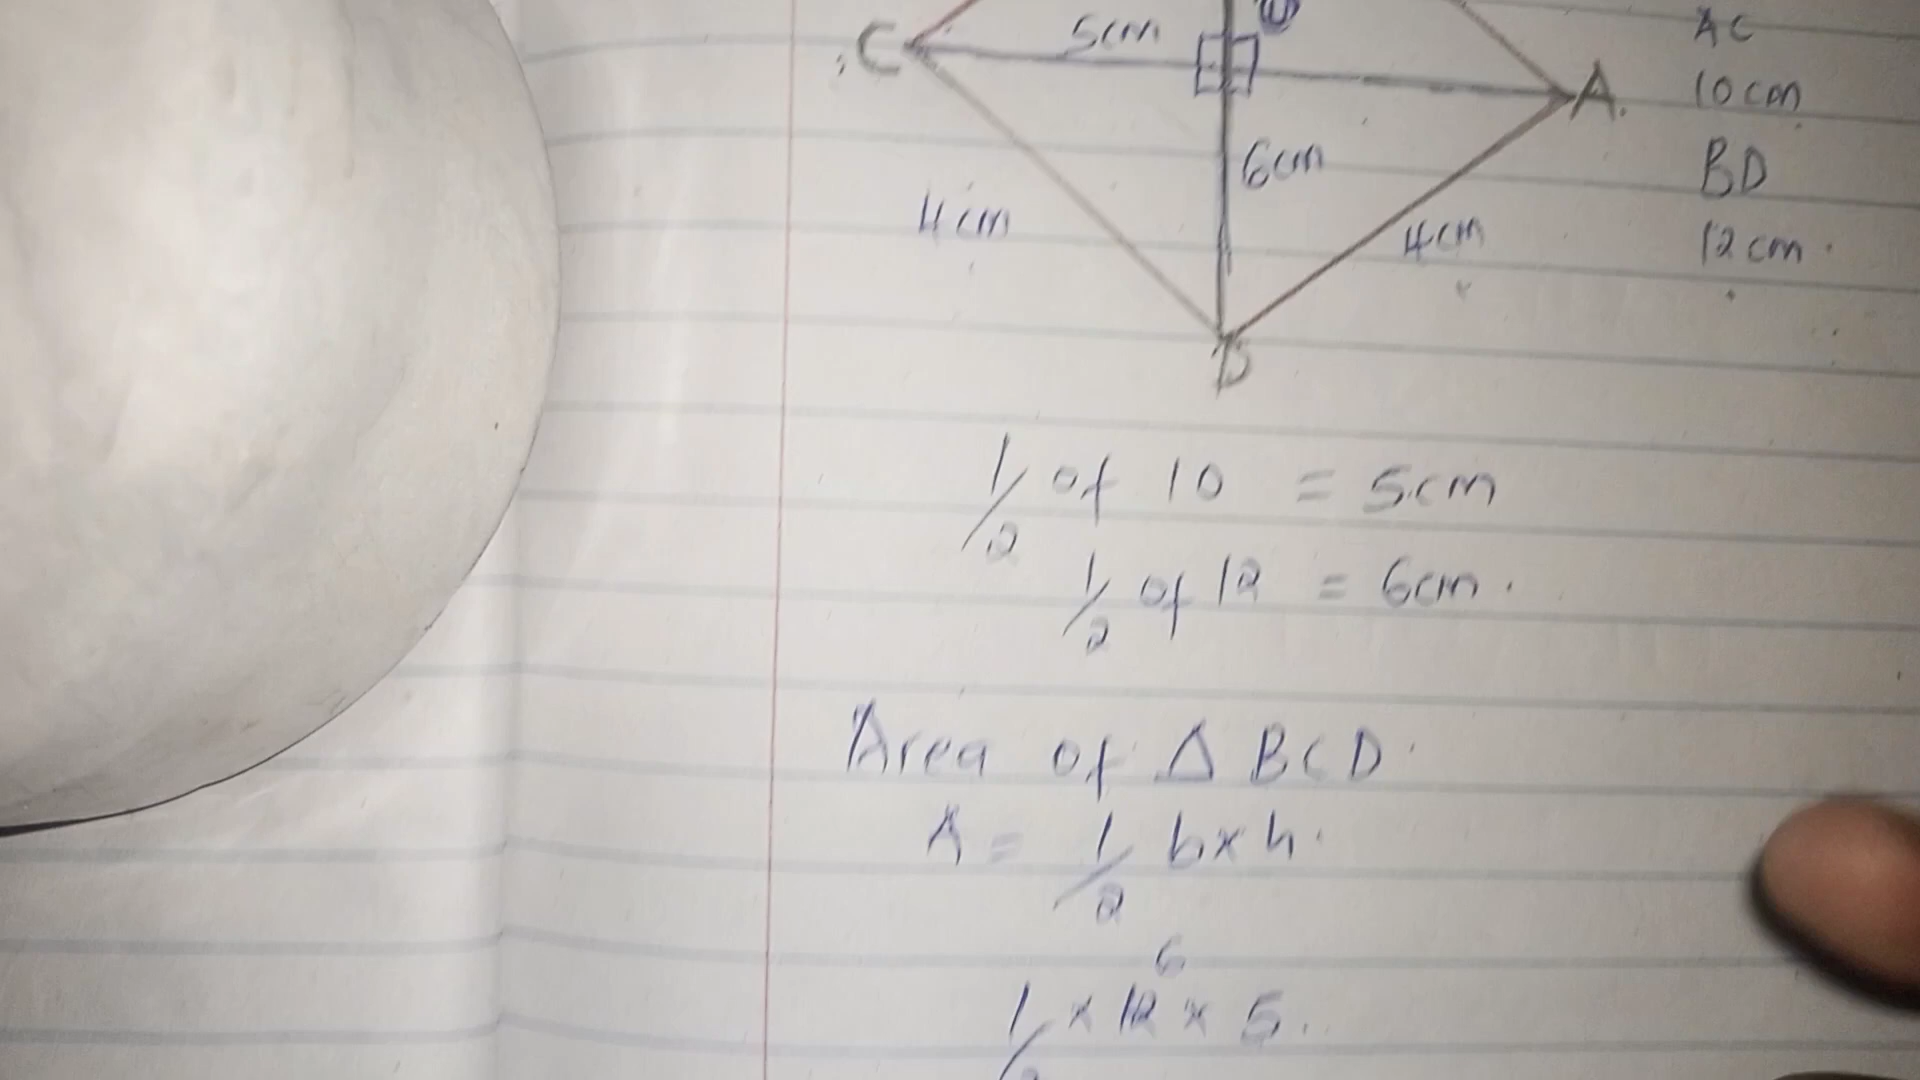 AC
5cm
C
10cm
A.
6cm
BD
4cm
4cm
12cm.
B
1/2 of 10 = 5cm
1/2 of 12 = 6cm.
Area of Δ BCD.
A = 1/2 b×h.
6
1/2 × 12 × 5.